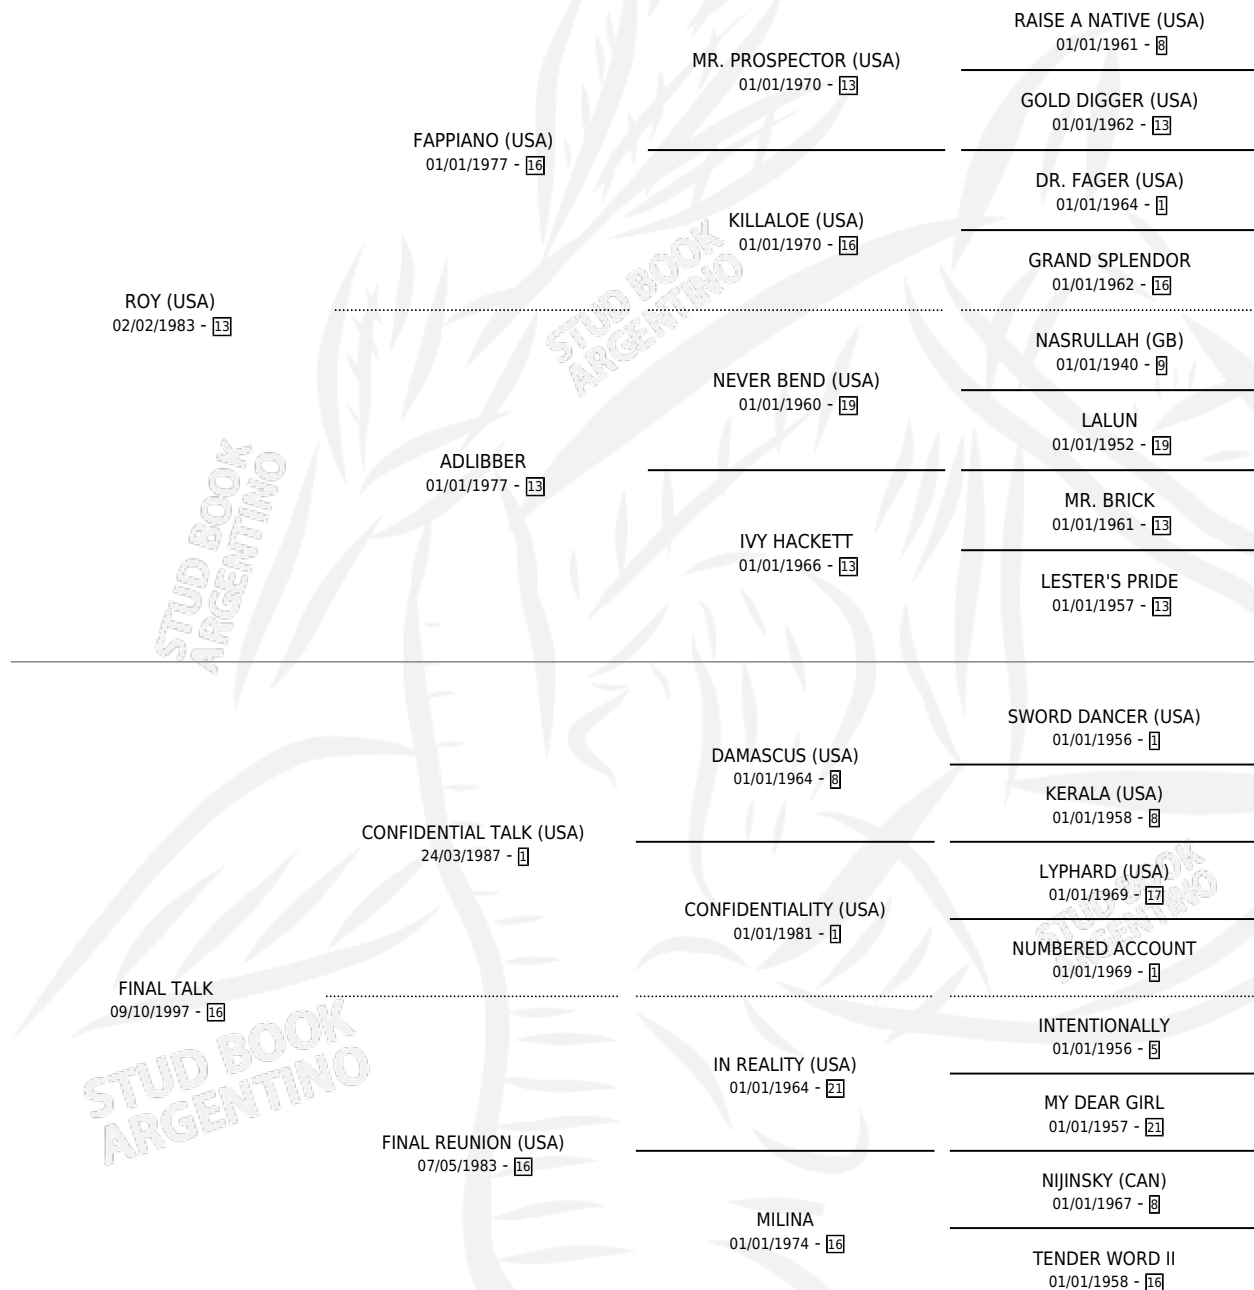 RAISE A NATIVE (USA)
01/01/1961 - 8
MR. PROSPECTOR (USA)
01/01/1970 - 13
GOLD DIGGER (USA)
01/01/1962 - 13
FAPPIANO (USA)
01/01/1977 - 16
DR. FAGER (USA)
01/01/1964 - 1
KILLALOE (USA)
01/01/1970 - 16
GRAND SPLENDOR
01/01/1962 - 16
ROY (USA)
02/02/1983 - 13
NASRULLAH (GB)
01/01/1940 - 9
NEVER BEND (USA)
01/01/1960 - 19
LALUN
01/01/1952 - 19
ADLIBBER
01/01/1977 - 13
MR. BRICK
01/01/1961 - 13
IVY HACKETT
01/01/1966 - 13
LESTER'S PRIDE
01/01/1957 - 13
SWORD DANCER (USA)
01/01/1956 - 1
DAMASCUS (USA)
01/01/1964 - 8
KERALA (USA)
01/01/1958 - 8
CONFIDENTIAL TALK (USA)
24/03/1987 - 1
LYPHARD (USA)
01/01/1969 - 17
CONFIDENTIALITY (USA)
01/01/1981 - 1
NUMBERED ACCOUNT
01/01/1969 - 1
FINAL TALK
09/10/1997 - 16
INTENTIONALLY
01/01/1956 - 5
IN REALITY (USA)
01/01/1964 - 21
MY DEAR GIRL
01/01/1957 - 21
FINAL REUNION (USA)
07/05/1983 - 16
NIJINSKY (CAN)
01/01/1967 - 8
MILINA
01/01/1974 - 16
TENDER WORD II
01/01/1958 - 16
STUD BOOK
ARGENTINO
STUD BOOK
ARGENTINO
STUD BOOK
ARGENTINO
STUD BOOK
ARGENTINO